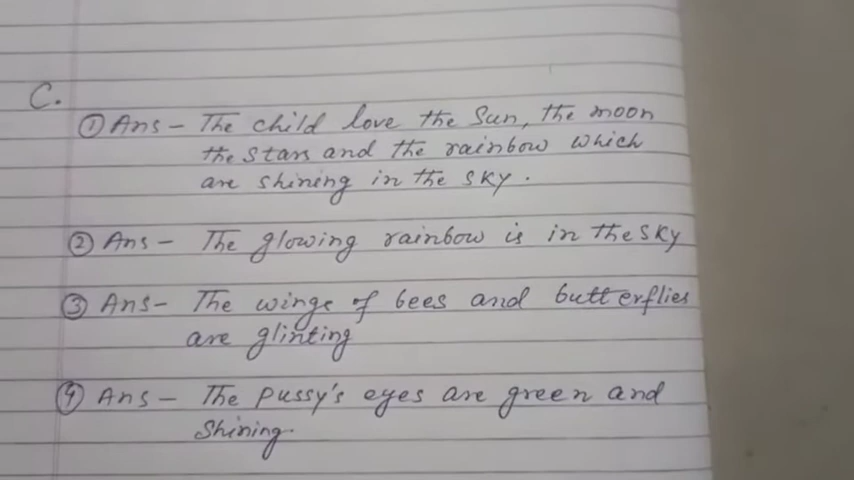 C.
① Ans - The child love the Sun, the moon
the stars and the rainbow which
are shining in the sky.
② Ans - The glowing rainbow is in the sky
③ Ans - The wings of bees and butterflies
are glinting
④ Ans - The pussy's eyes are green and
Shining.